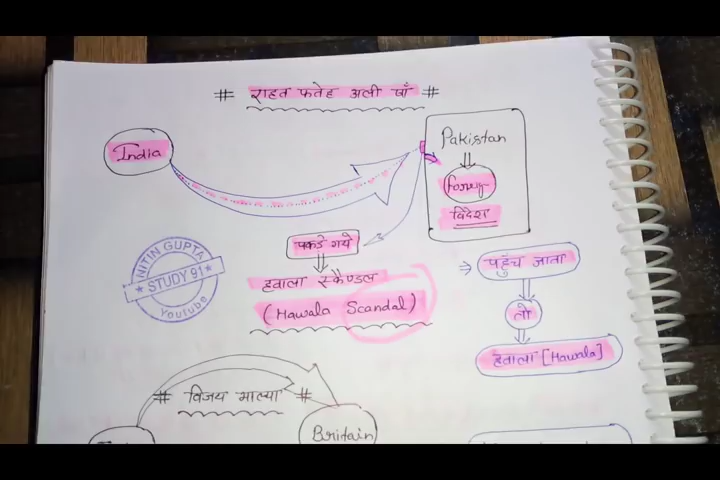 # राहत फतेह अली खाँ #
India
Pakistan
विदेश
पकड़े गये
हवाला स्कैण्डल
(Hawala Scandal)
⇒ पहुँच जाता
तो
हवाला [Hawala]
NITIN GUPTA
STUDY 91
Youtube
# विजय माल्या #
Britain